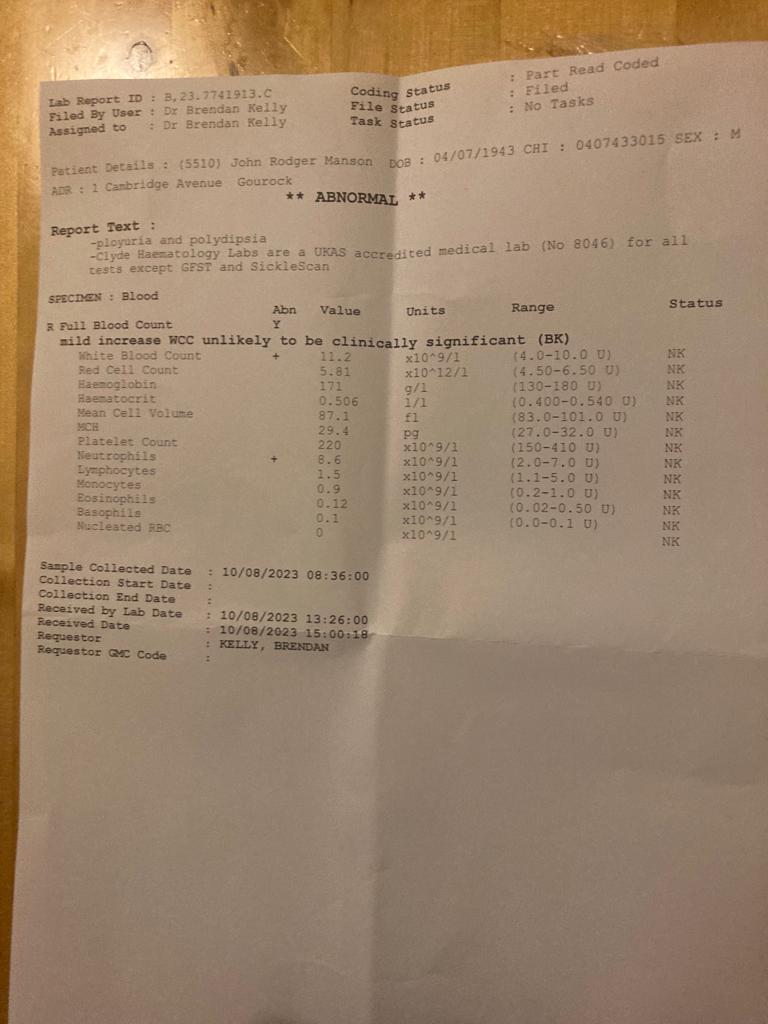 Lab Report ID : B,23.7741913.C Coding Status : Part Read Coded
Filed By User : Dr Brendan Kelly File Status : Filed
Assigned to : Dr Brendan Kelly Task Status : No Tasks
Patient Details : (5510) John Rodger Manson DOB : 04/07/1943 CHI : 0407433015 SEX : M
ADR : 1 Cambridge Avenue Gourock
** ABNORMAL **
Report Text :
-ployuria and polydipsia
-Clyde Haematology Labs are a UKAS accredited medical lab (No 8046) for all
tests except GFST and SickleScan
SPECIMEN : Blood
Abn Value Units Range Status
R Full Blood Count Y
mild increase WCC unlikely to be clinically significant (BK)
White Blood Count + 11.2 x10^9/l (4.0-10.0 U) NK
Red Cell Count 5.81 x10^12/l (4.50-6.50 U) NK
Haemoglobin 171 g/l (130-180 U) NK
Haematocrit 0.506 l/l (0.400-0.540 U) NK
Mean Cell Volume 87.1 fl (83.0-101.0 U) NK
MCH 29.4 pg (27.0-32.0 U) NK
Platelet Count 220 x10^9/l (150-410 U) NK
Neutrophils + 8.6 x10^9/l (2.0-7.0 U) NK
Lymphocytes 1.5 x10^9/l (1.1-5.0 U) NK
Monocytes 0.9 x10^9/l (0.2-1.0 U) NK
Eosinophils 0.12 x10^9/l (0.02-0.50 U) NK
Basophils 0.1 x10^9/l (0.0-0.1 U) NK
Nucleated RBC 0 x10^9/l NK
Sample Collected Date : 10/08/2023 08:36:00
Collection Start Date :
Collection End Date :
Received by Lab Date : 10/08/2023 13:26:00
Received Date : 10/08/2023 15:00:18
Requestor : KELLY, BRENDAN
Requestor GMC Code :